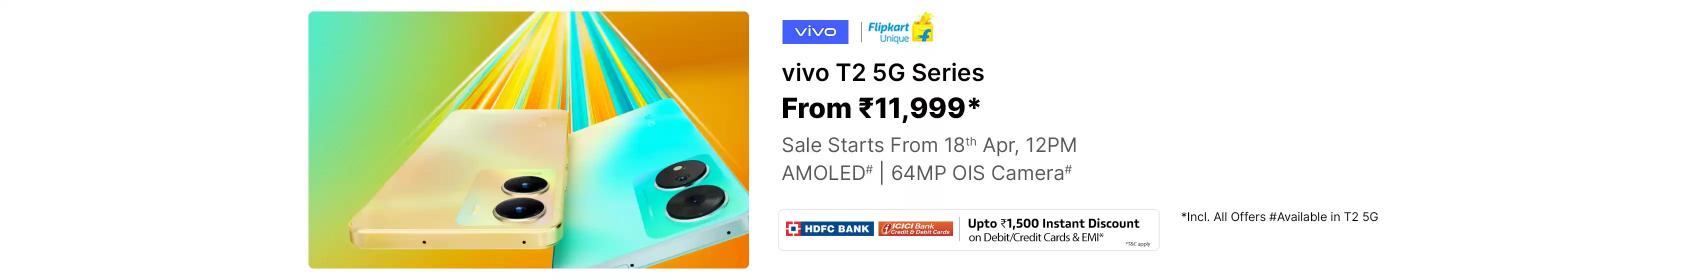 vivo
Flipkart
Unique
vivo T2 5G Series
From ₹11,999*
Sale Starts From 18th Apr, 12PM
AMOLED# | 64MP OIS Camera#
HDFC BANK
ICICI Bank
Credit & Debit Cards
Upto ₹1,500 Instant Discount
on Debit/Credit Cards & EMI*
*T&C apply
*Incl. All Offers #Available in T2 5G